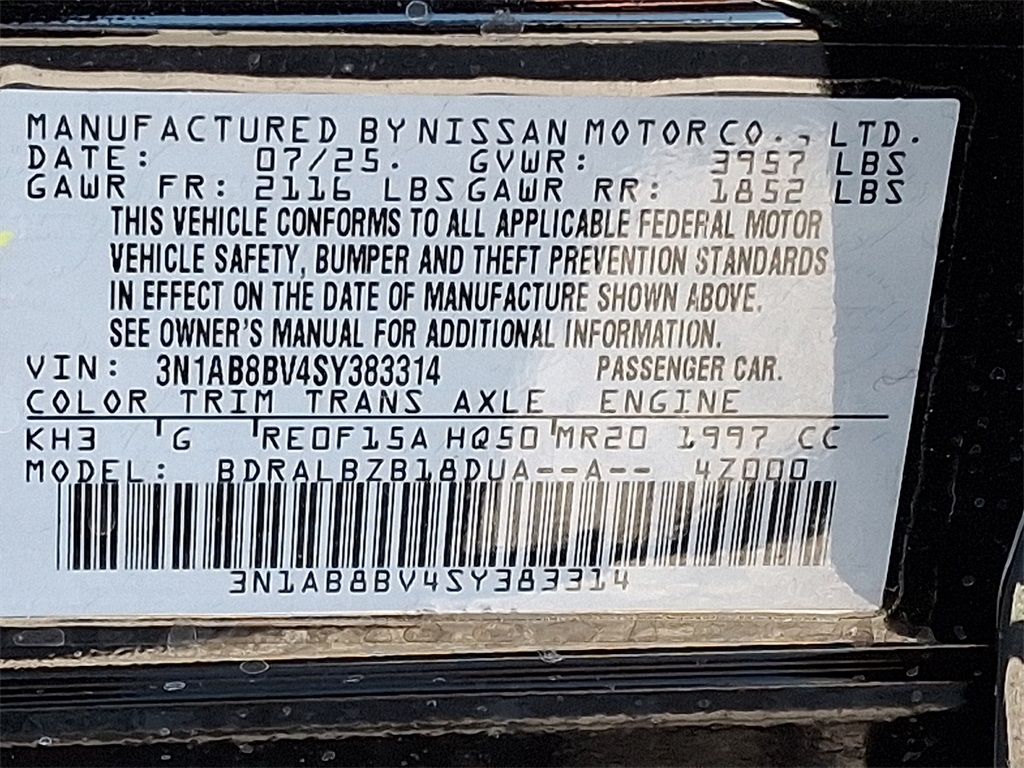 MANUFACTURED BY NISSAN MOTOR CO., LTD.
DATE: 07/25. GVWR: 3957 LBS
GAWR FR: 2116 LBS GAWR RR: 1852 LBS
THIS VEHICLE CONFORMS TO ALL APPLICABLE FEDERAL MOTOR
VEHICLE SAFETY, BUMPER AND THEFT PREVENTION STANDARDS
IN EFFECT ON THE DATE OF MANUFACTURE SHOWN ABOVE.
SEE OWNER'S MANUAL FOR ADDITIONAL INFORMATION.
VIN: 3N1AB8BV4SY383314 PASSENGER CAR.
COLOR TRIM TRANS AXLE ENGINE
KH3 G RE0F15A HQ50 MR20 1997 CC
MODEL: BDRALBZB18DUA--A-- 4Z000
3N1AB8BV4SY383314